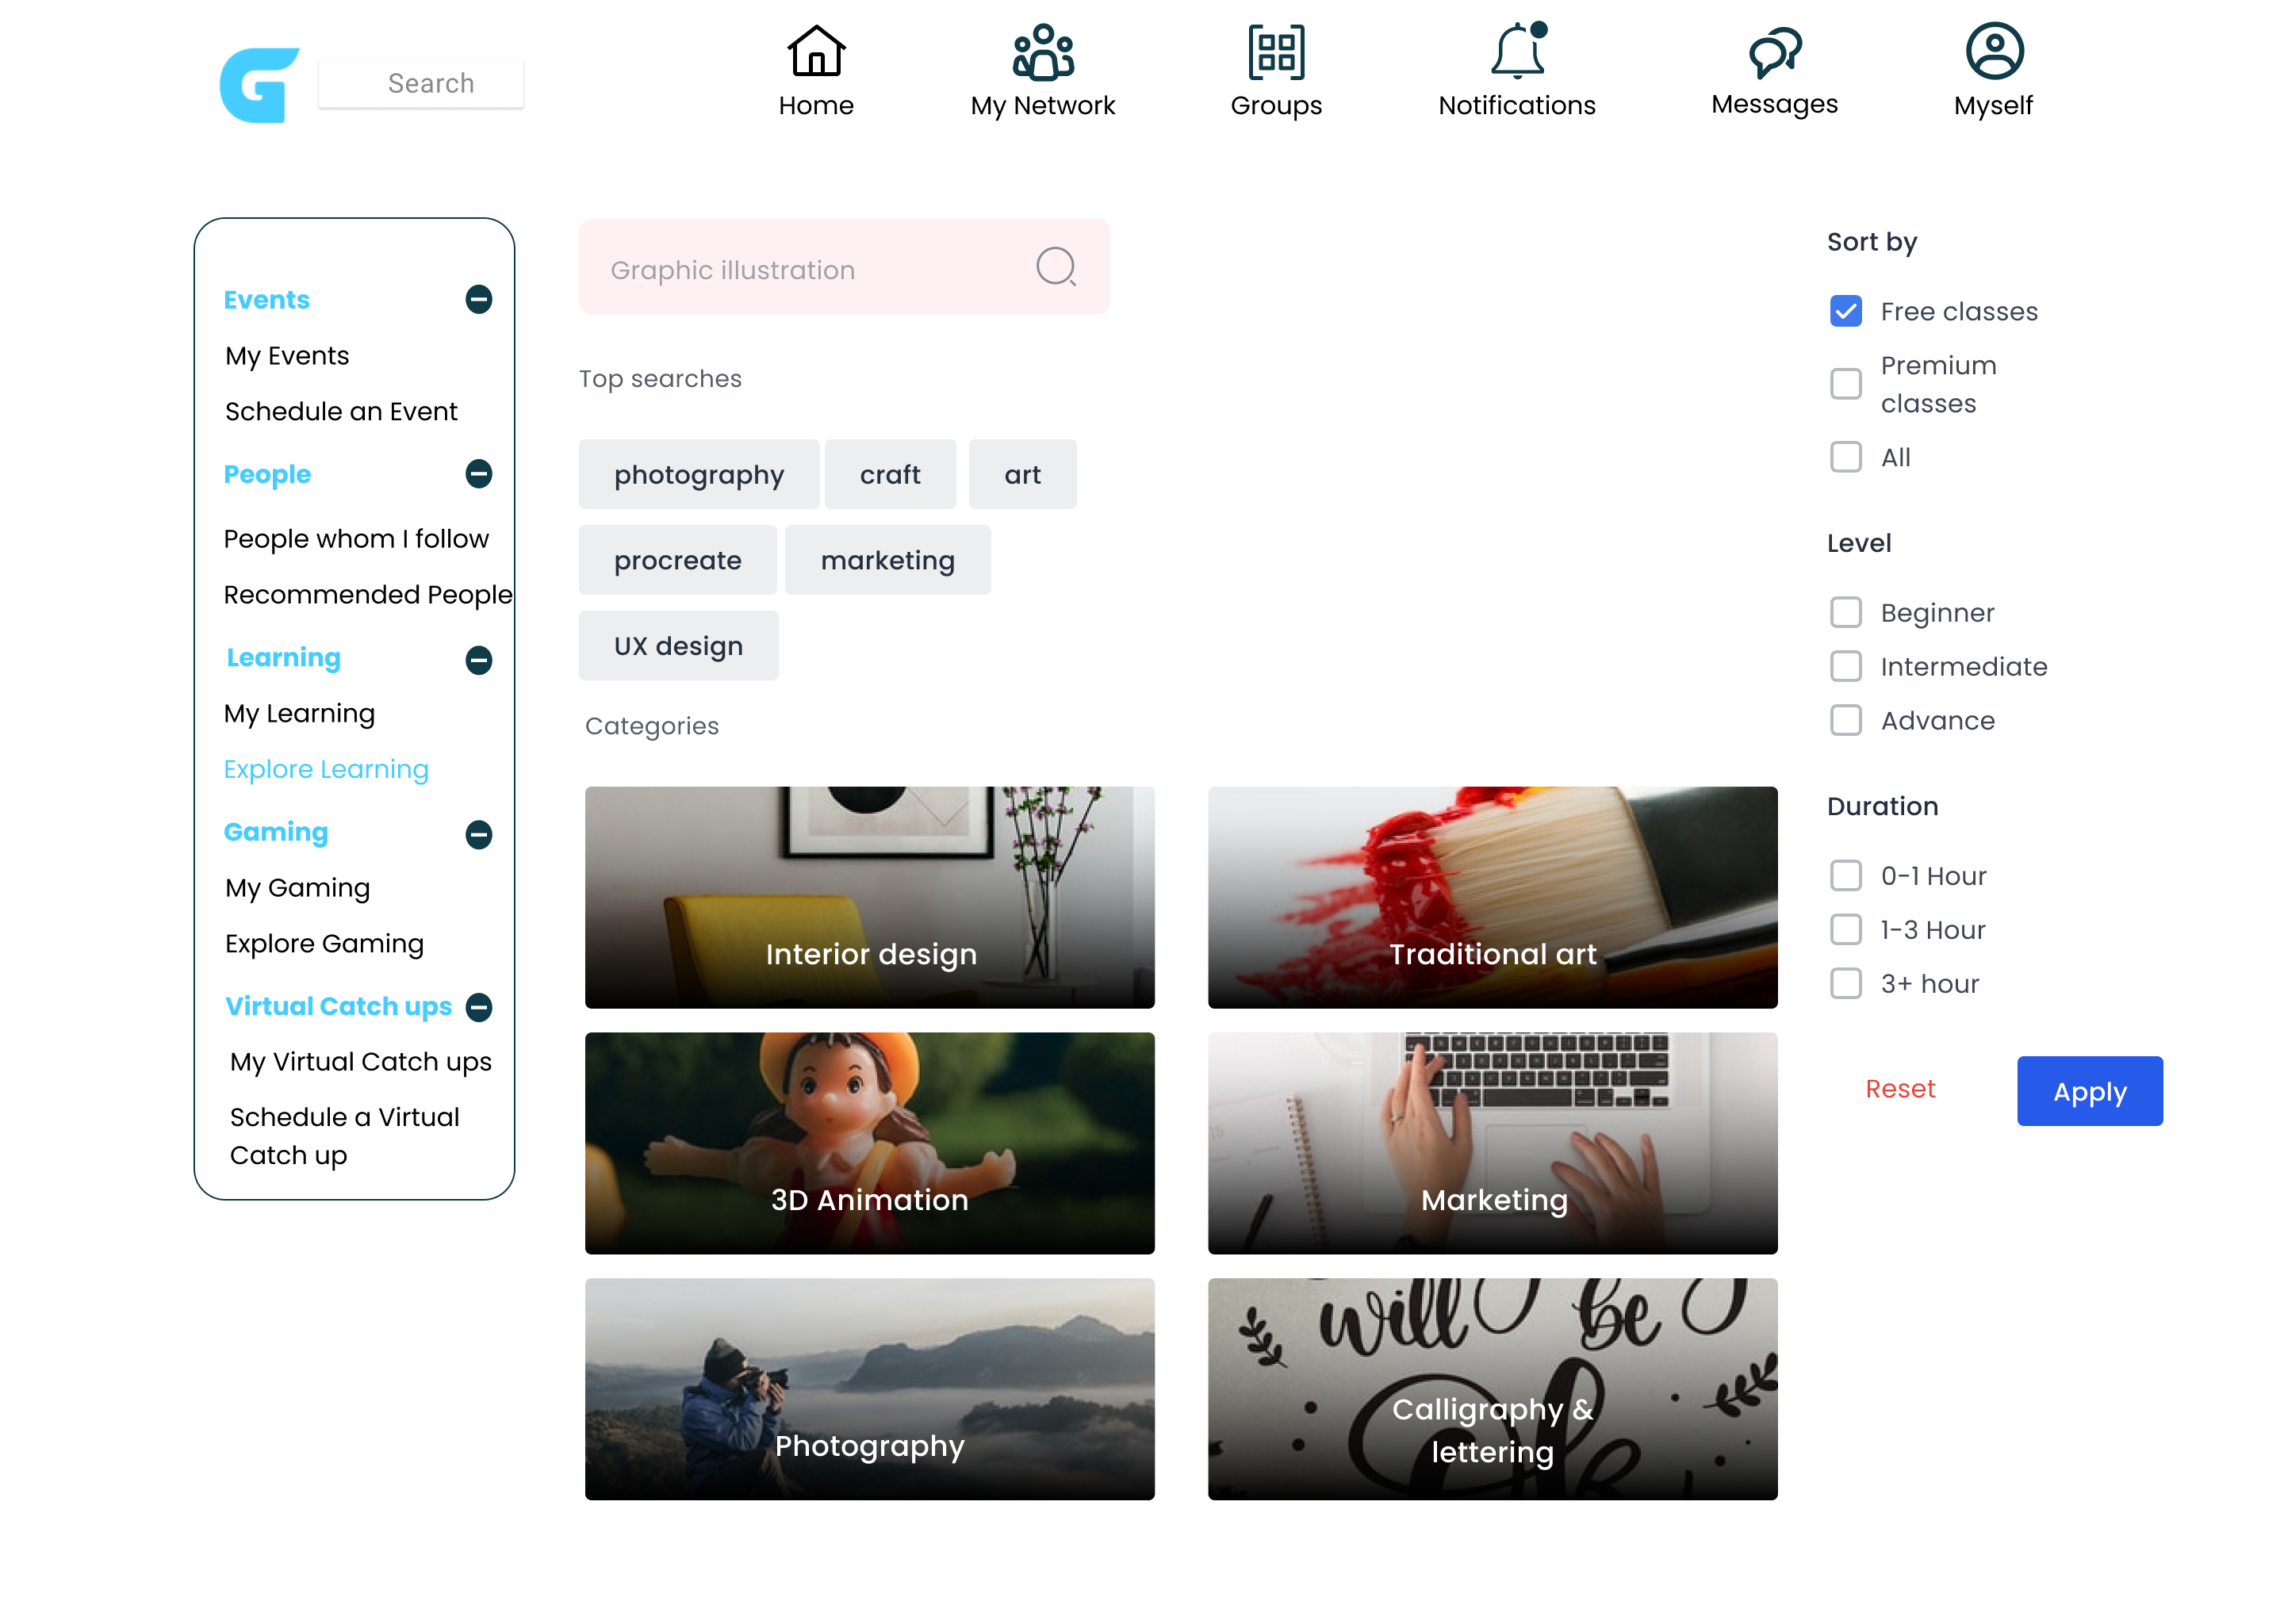 G
Search
Home
My Network
Groups
Notifications
Messages
Myself
Events
My Events
Schedule an Event
People
People whom I follow
Recommended People
Learning
My Learning
Explore Learning
Gaming
My Gaming
Explore Gaming
Virtual Catch ups
My Virtual Catch ups
Schedule a Virtual
Catch up
Graphic illustration
Top searches
photography
craft
art
procreate
marketing
UX design
Categories
Interior design
Traditional art
3D Animation
15
Marketing
Photography
will be
Calligraphy &
lettering
Sort by
Free classes
Premium
classes
All
Level
Beginner
Intermediate
Advance
Duration
0-1 Hour
1-3 Hour
3+ hour
Reset
Apply